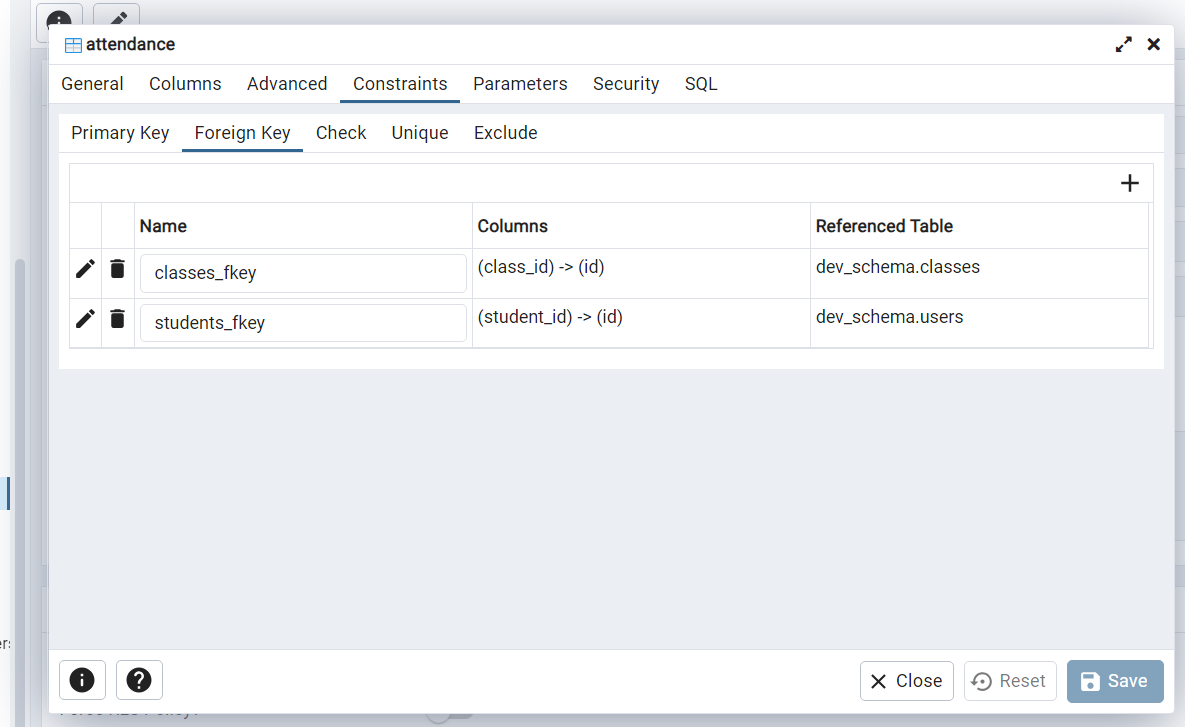 attendance
General Columns Advanced Constraints Parameters Security SQL
Primary Key Foreign Key Check Unique Exclude
Name Columns Referenced Table
classes_fkey (class_id) -> (id) dev_schema.classes
students_fkey (student_id) -> (id) dev_schema.users
Close Reset Save